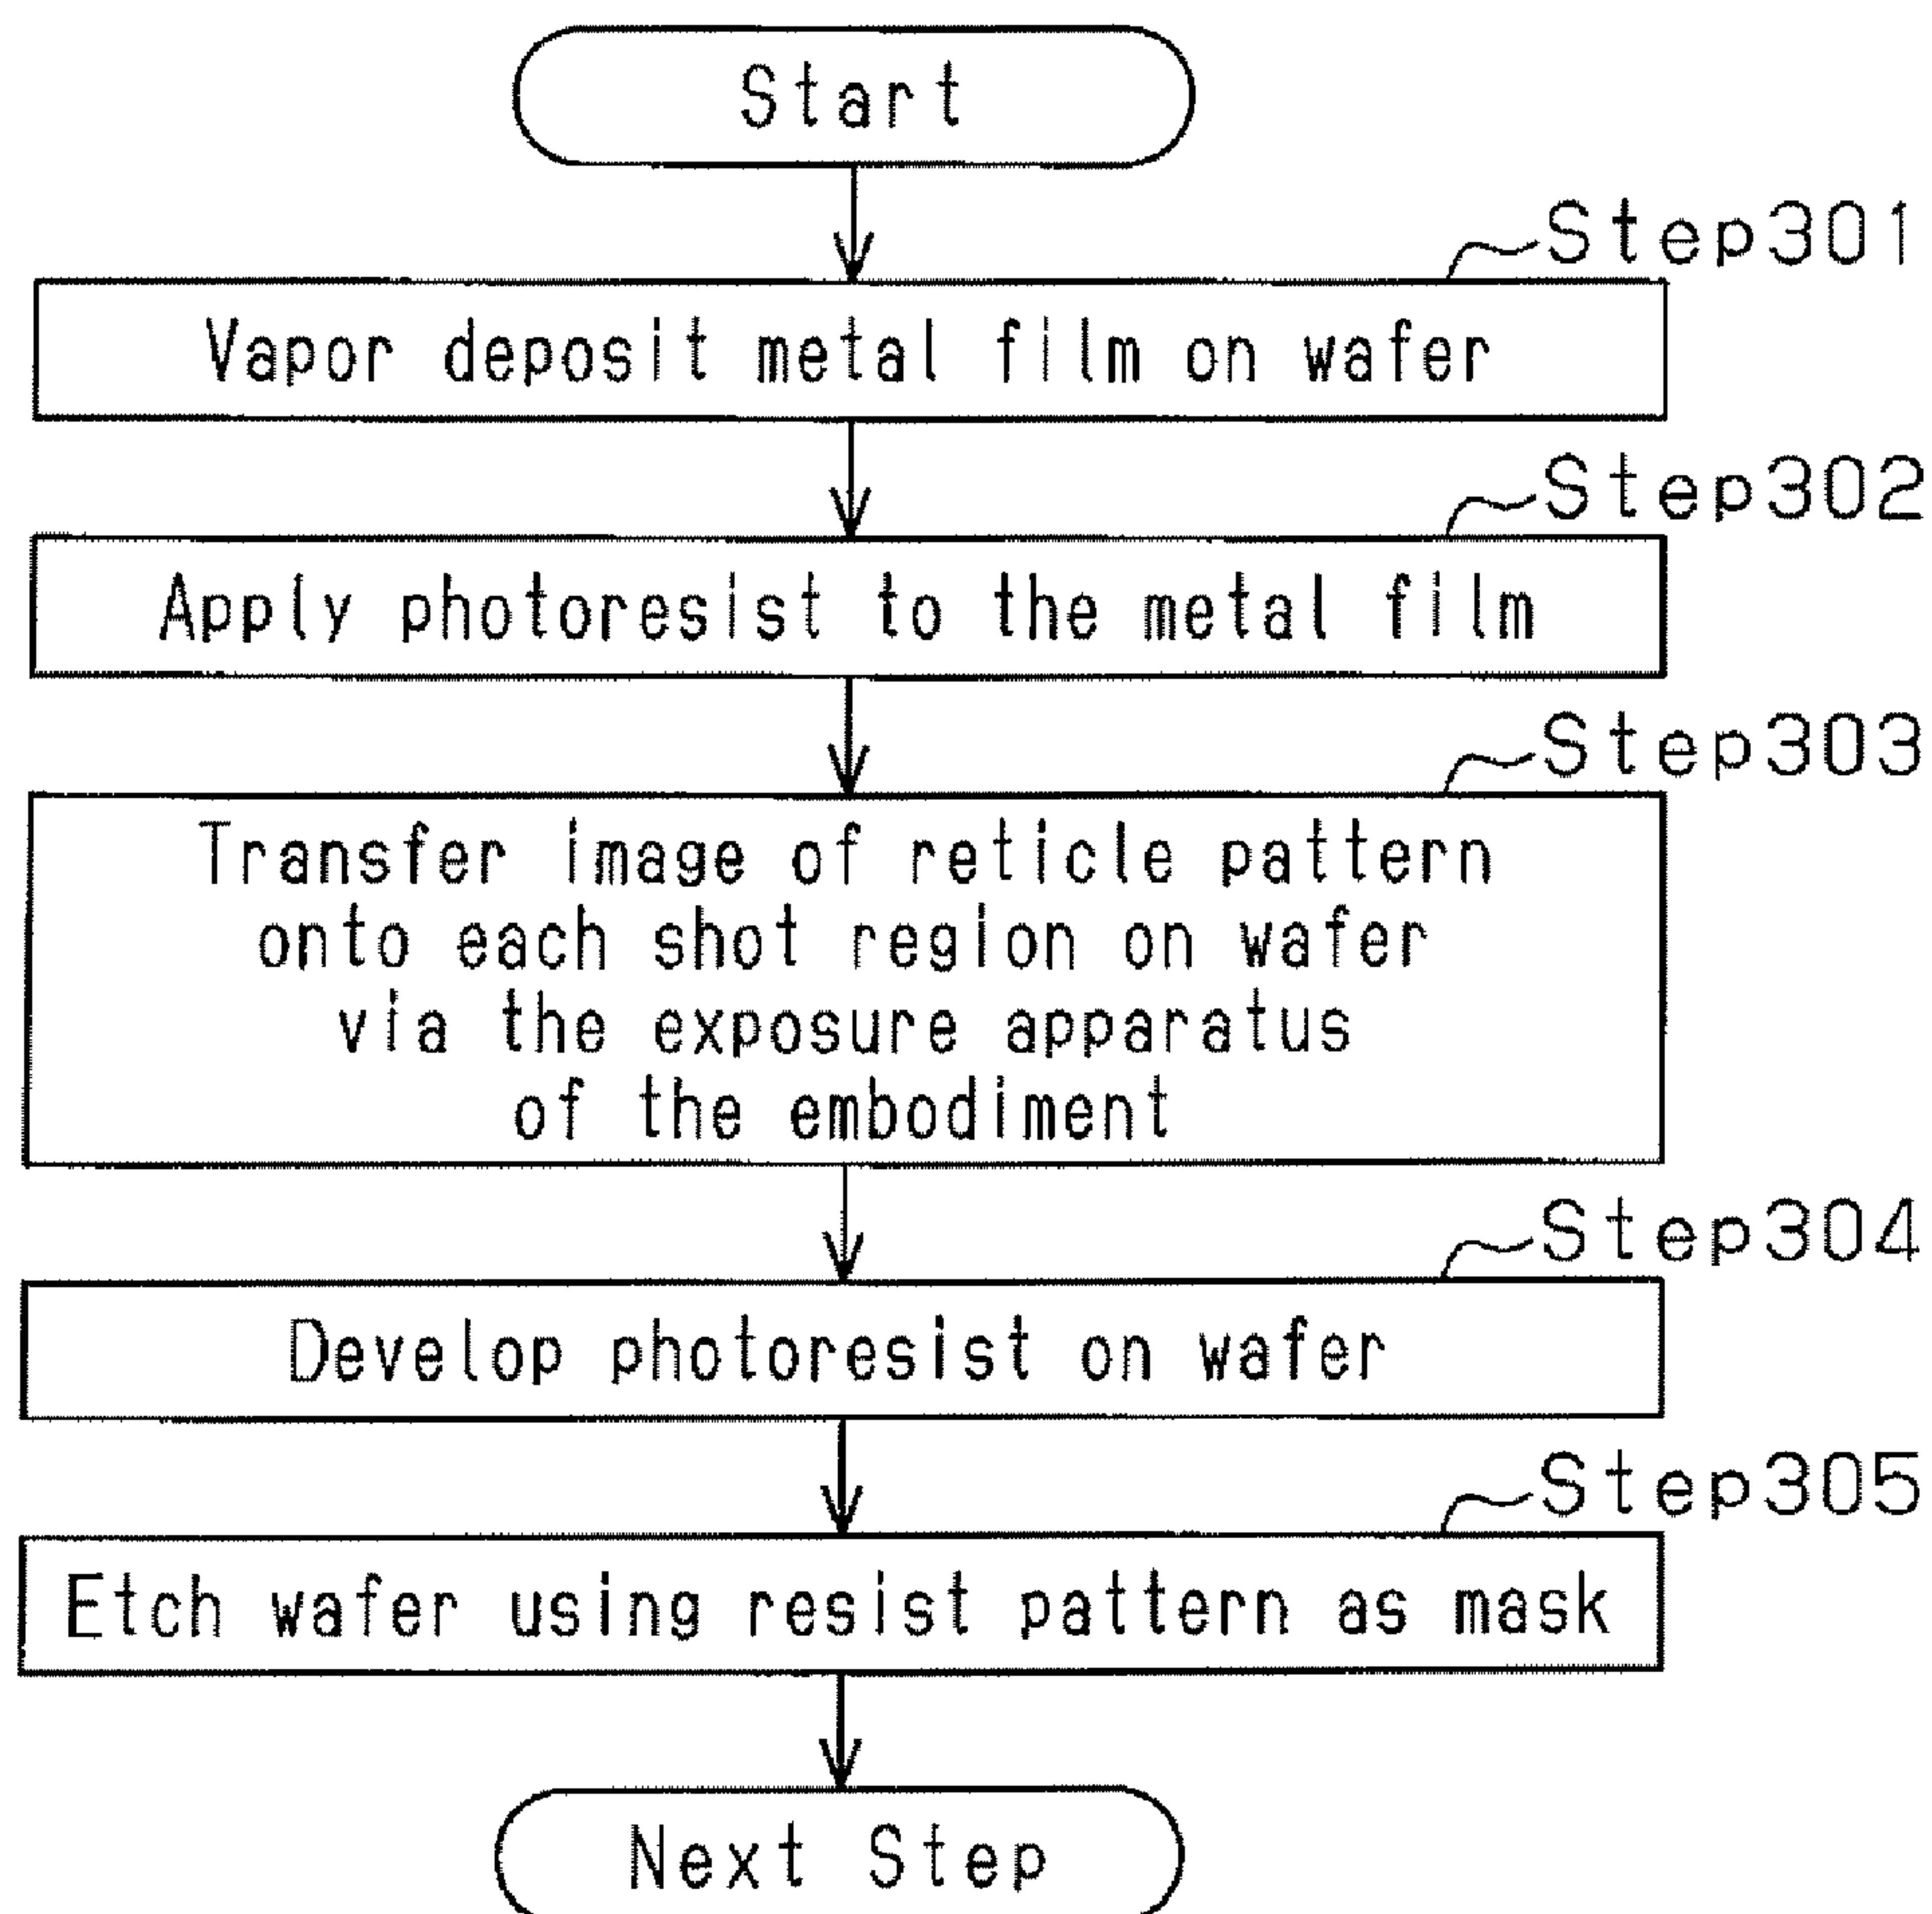 Start
Step301
Vapor deposit metal film on wafer
Step302
Apply photoresist to the metal film
Step303
Transfer image of reticle pattern
onto each shot region on wafer
via the exposure apparatus
of the embodiment
Step304
Develop photoresist on wafer
Step305
Etch wafer using resist pattern as mask
Next Step